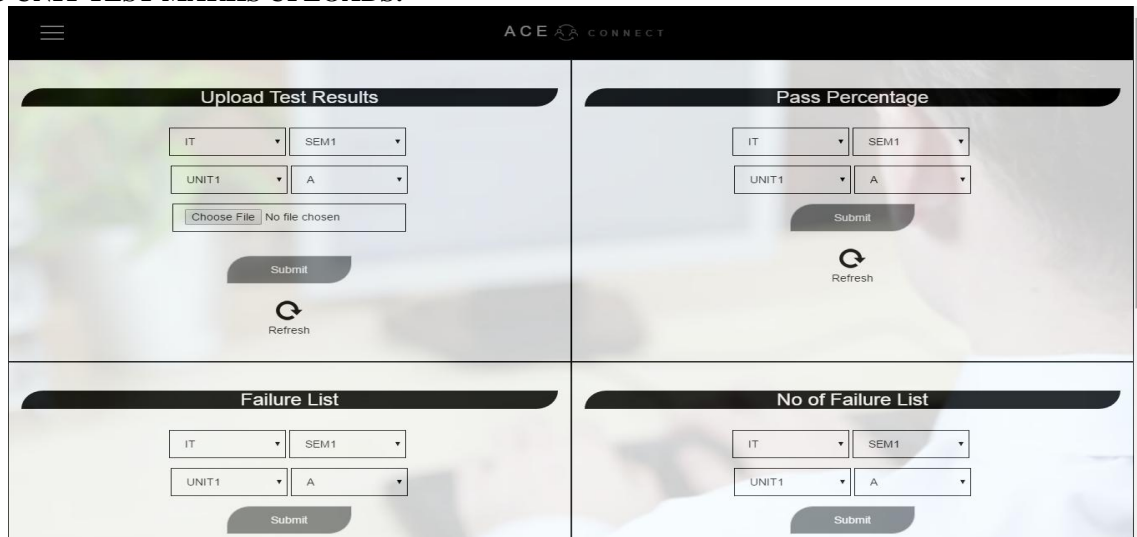 UNIT TEST MARKS UPLOADS:
ACE CONNECT
Upload Test Results
IT SEM1
UNIT1 A
Choose File No file chosen
Submit
Refresh
Pass Percentage
IT SEM1
UNIT1 A
Submit
Refresh
Failure List
IT SEM1
UNIT1 A
Submit
No of Failure List
IT SEM1
UNIT1 A
Submit